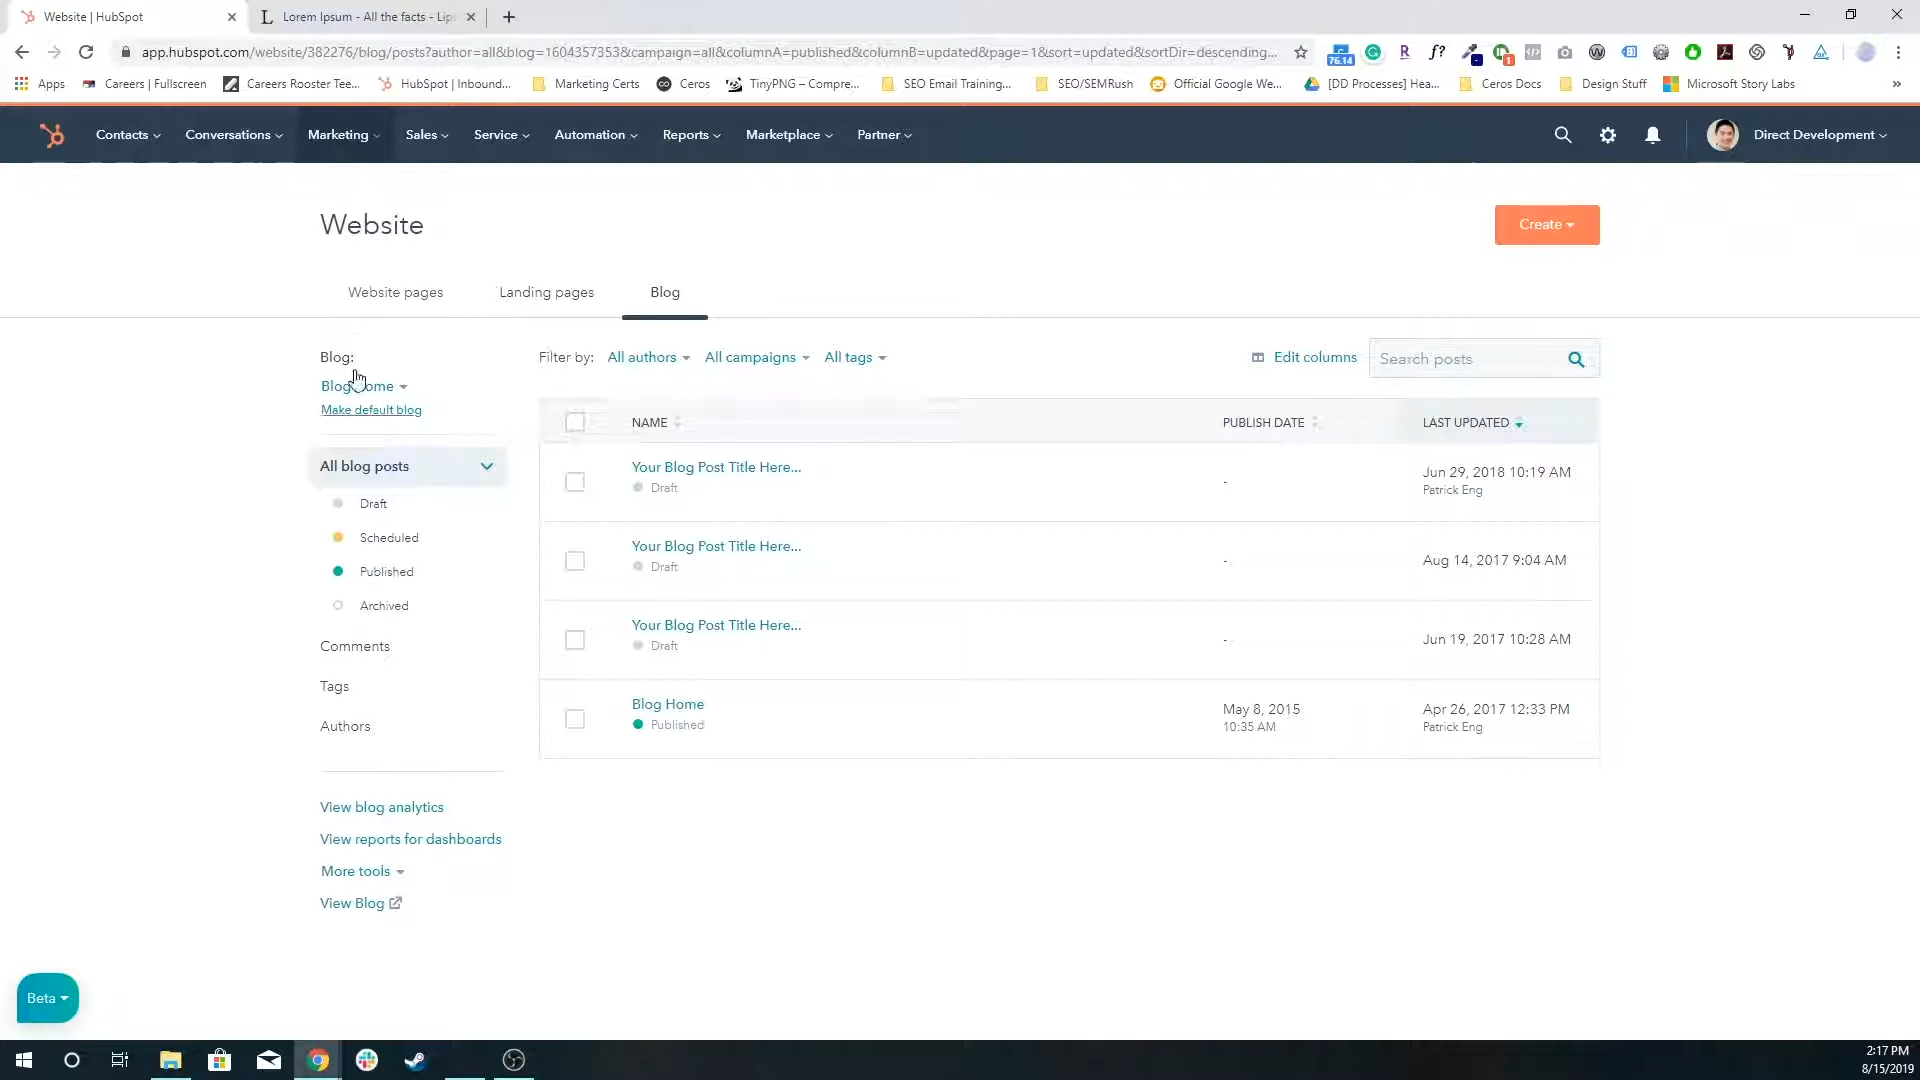 Website | HubSpot
Lorem Ipsum - All the facts - Lip
app.hubspot.com/website/382276/blog/posts?author=all&blog=1604357353&campaign=all&columnA=published&columnB=updated&page=1&sort=updated&sortDir=descending...
76.14
1
Apps
Careers | Fullscreen
Careers Rooster Tee...
HubSpot | Inbound...
Marketing Certs
Ceros
TinyPNG – Compre...
SEO Email Training...
SEO/SEMRush
Official Google We...
[DD Processes] Hea...
Ceros Docs
Design Stuff
Microsoft Story Labs
Contacts
Conversations
Marketing
Sales
Service
Automation
Reports
Marketplace
Partner
Direct Development
Website
Create
Website pages
Landing pages
Blog
Blog:
Blog Home
Make default blog
All blog posts
Draft
Scheduled
Published
Archived
Comments
Tags
Authors
View blog analytics
View reports for dashboards
More tools
View Blog
Filter by:
All authors
All campaigns
All tags
Edit columns
Search posts
NAME
PUBLISH DATE
LAST UPDATED
Your Blog Post Title Here...
Draft
-
Jun 29, 2018 10:19 AM
Patrick Eng
Your Blog Post Title Here...
Draft
-
Aug 14, 2017 9:04 AM
Your Blog Post Title Here...
Draft
-
Jun 19, 2017 10:28 AM
Blog Home
Published
May 8, 2015
10:35 AM
Apr 26, 2017 12:33 PM
Patrick Eng
Beta
2:17 PM
8/15/2019